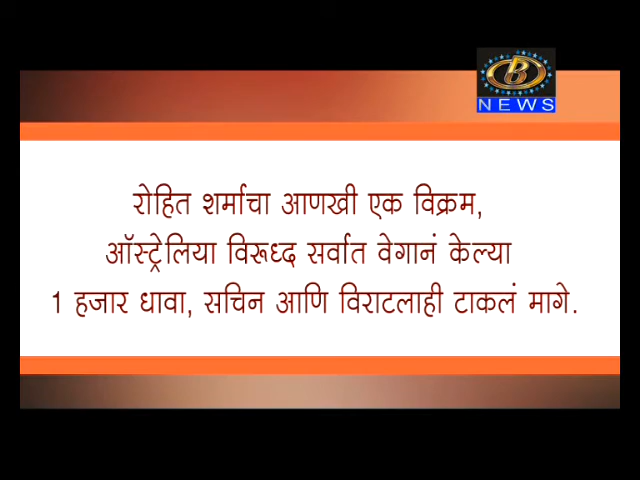 B
NEWS
रोहित शर्माचा आणखी एक विक्रम,
ऑस्ट्रेलिया विरूध्द सर्वात वेगानं केल्या
1 हजार धावा, सचिन आणि विराटलाही टाकलं मागे.